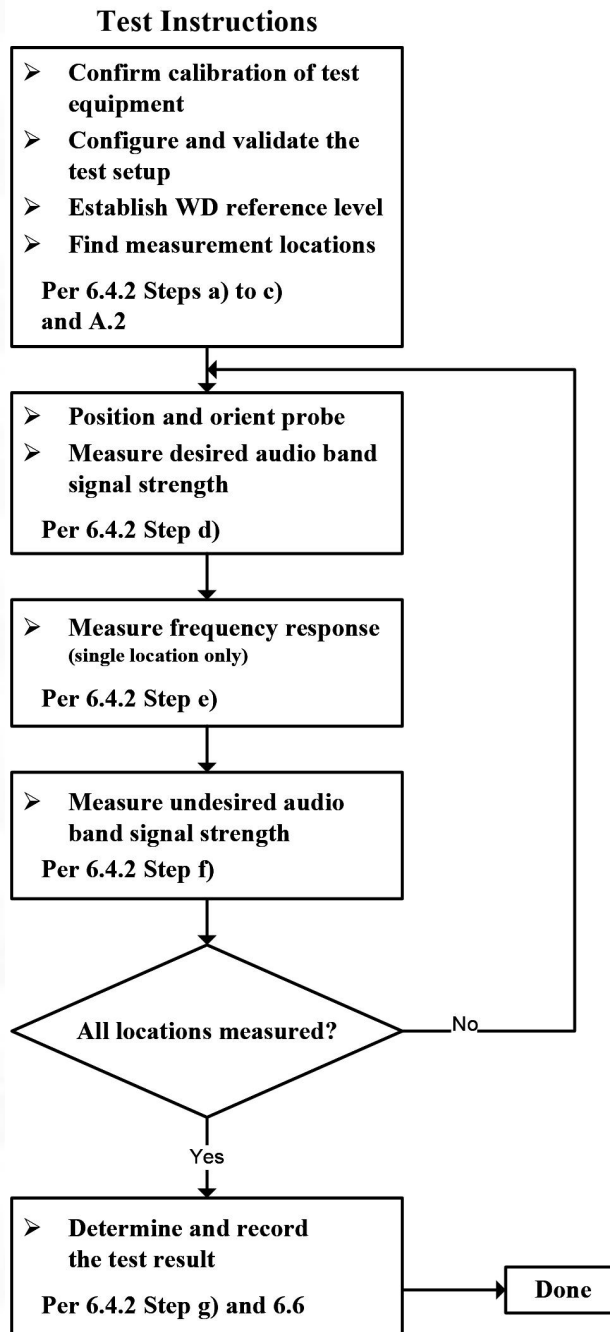 Test Instructions
➢ Confirm calibration of test
equipment
➢ Configure and validate the
test setup
➢ Establish WD reference level
➢ Find measurement locations
Per 6.4.2 Steps a) to c)
and A.2
➢ Position and orient probe
➢ Measure desired audio band
signal strength
Per 6.4.2 Step d)
➢ Measure frequency response
(single location only)
Per 6.4.2 Step e)
➢ Measure undesired audio
band signal strength
Per 6.4.2 Step f)
All locations measured?
No
Yes
➢ Determine and record
the test result
Per 6.4.2 Step g) and 6.6
Done